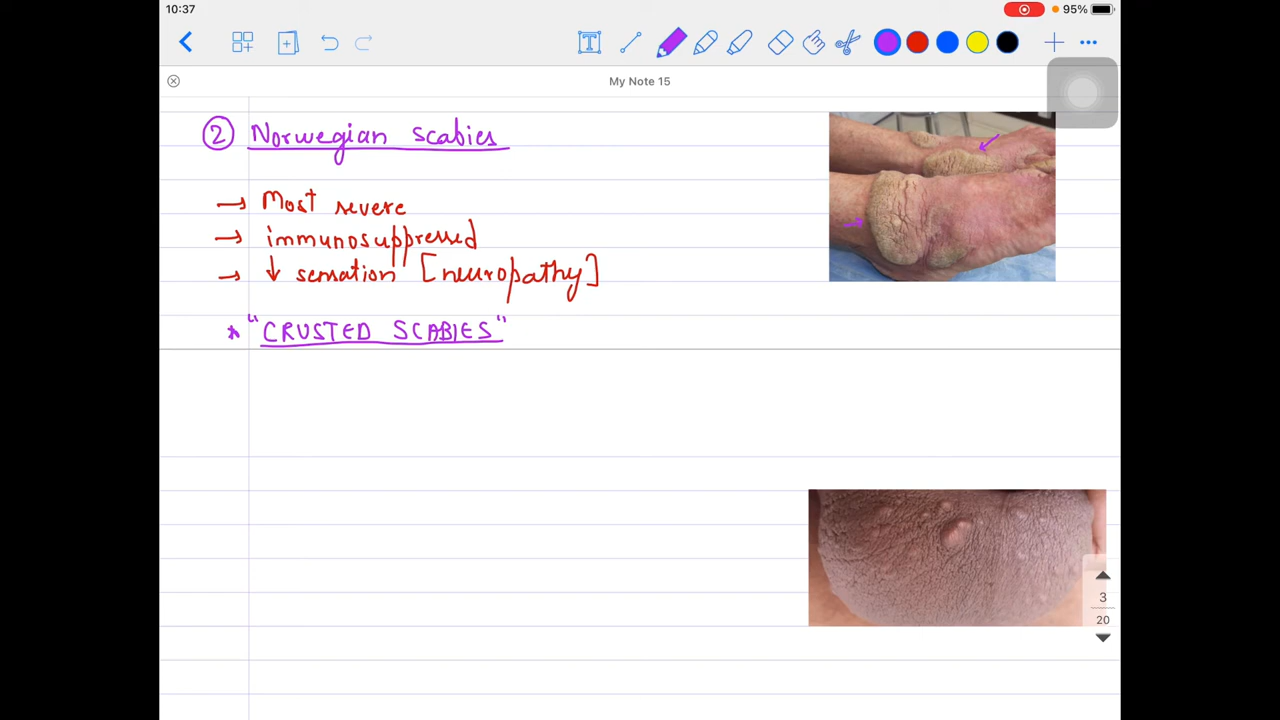 10:37
95%
My Note 15
② Norwegian scabies
→ Most severe
→ immunosuppressed
→ ↓ sensation [neuropathy]
* "CRUSTED SCABIES"
3
20